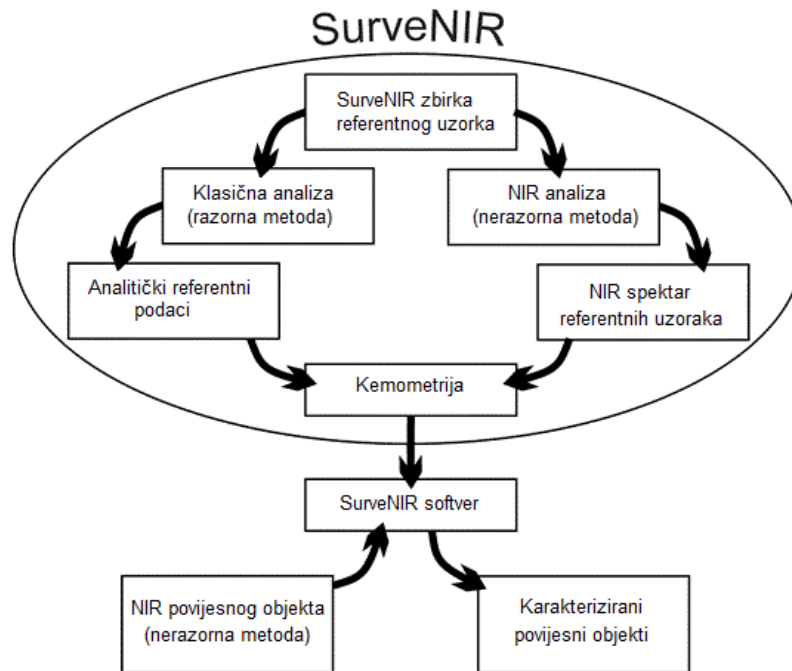 SurveNIR
SurveNIR zbirka
referentnog uzorka
Klasična analiza
(razorna metoda)
NIR analiza
(nerazorna metoda)
Analitički referentni
podaci
NIR spektar
referentnih uzoraka
Kemometrija
SurveNIR softver
NIR povijesnog objekta
(nerazorna metoda)
Karakterizirani
povijesni objekti